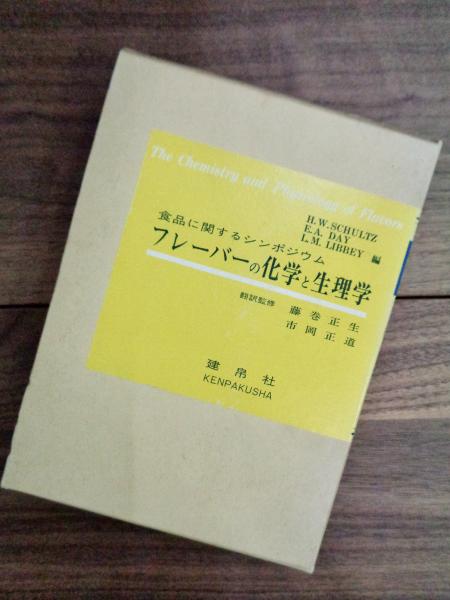 The Chemistry and Physiology of Flavors
食品に関するシンポジウム
H.W.SCHULTZ
E.A. DAY
L.M. LIBBEY
編
フレーバーの化学と生理学
翻訳監修
藤巻正生
市岡正道
建帛社
KENPAKUSHA